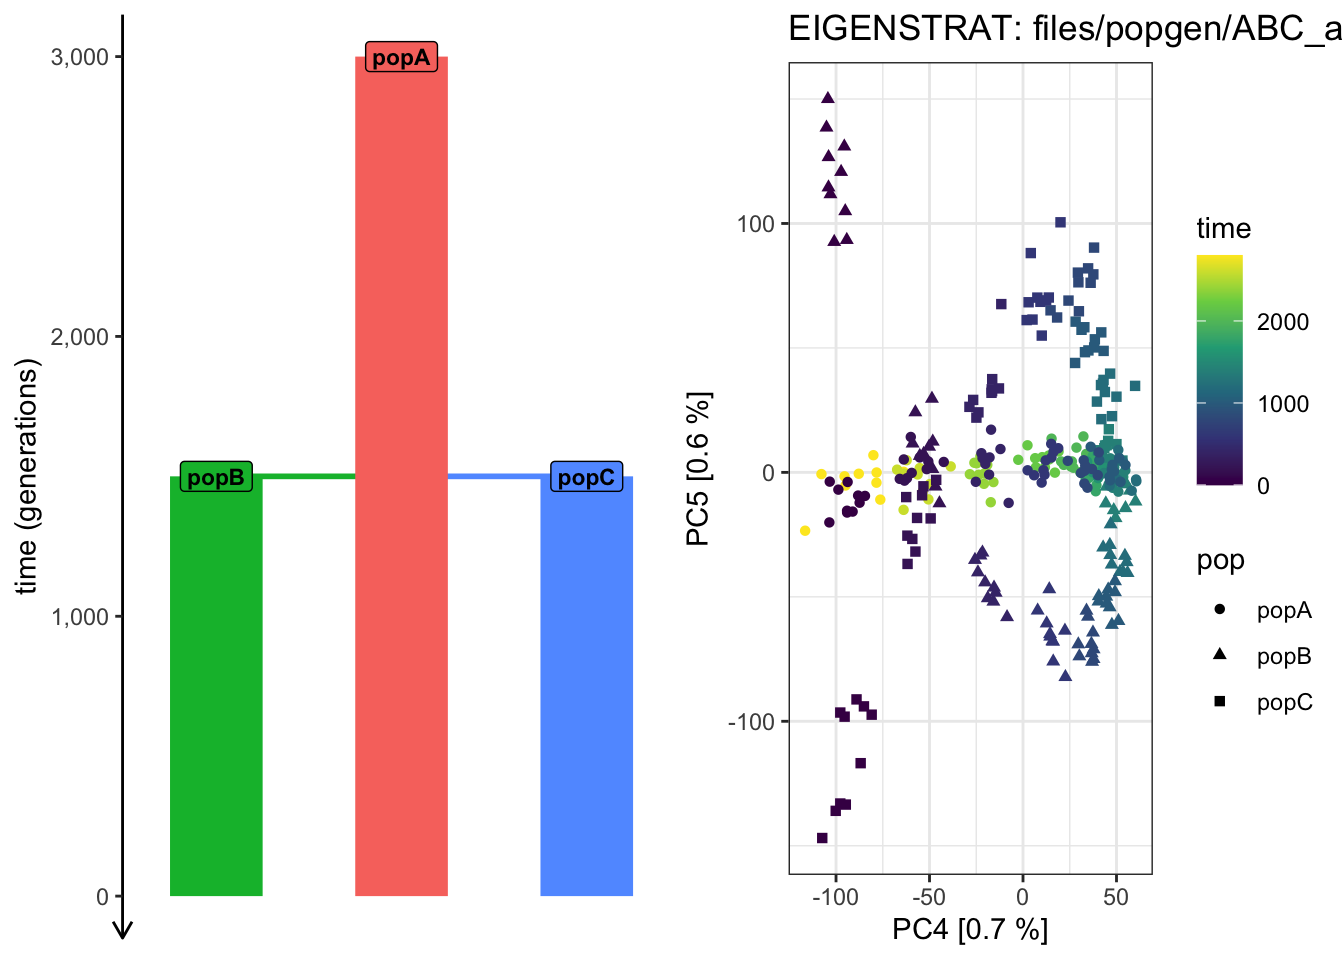 time (generations)
3,000
2,000
1,000
0
popA
popB
popC
EIGENSTRAT: files/popgen/ABC_a
PC5 [0.6 %]
100
0
-100
-100
-50
0
50
PC4 [0.7 %]
time
2000
1000
0
pop
popA
popB
popC